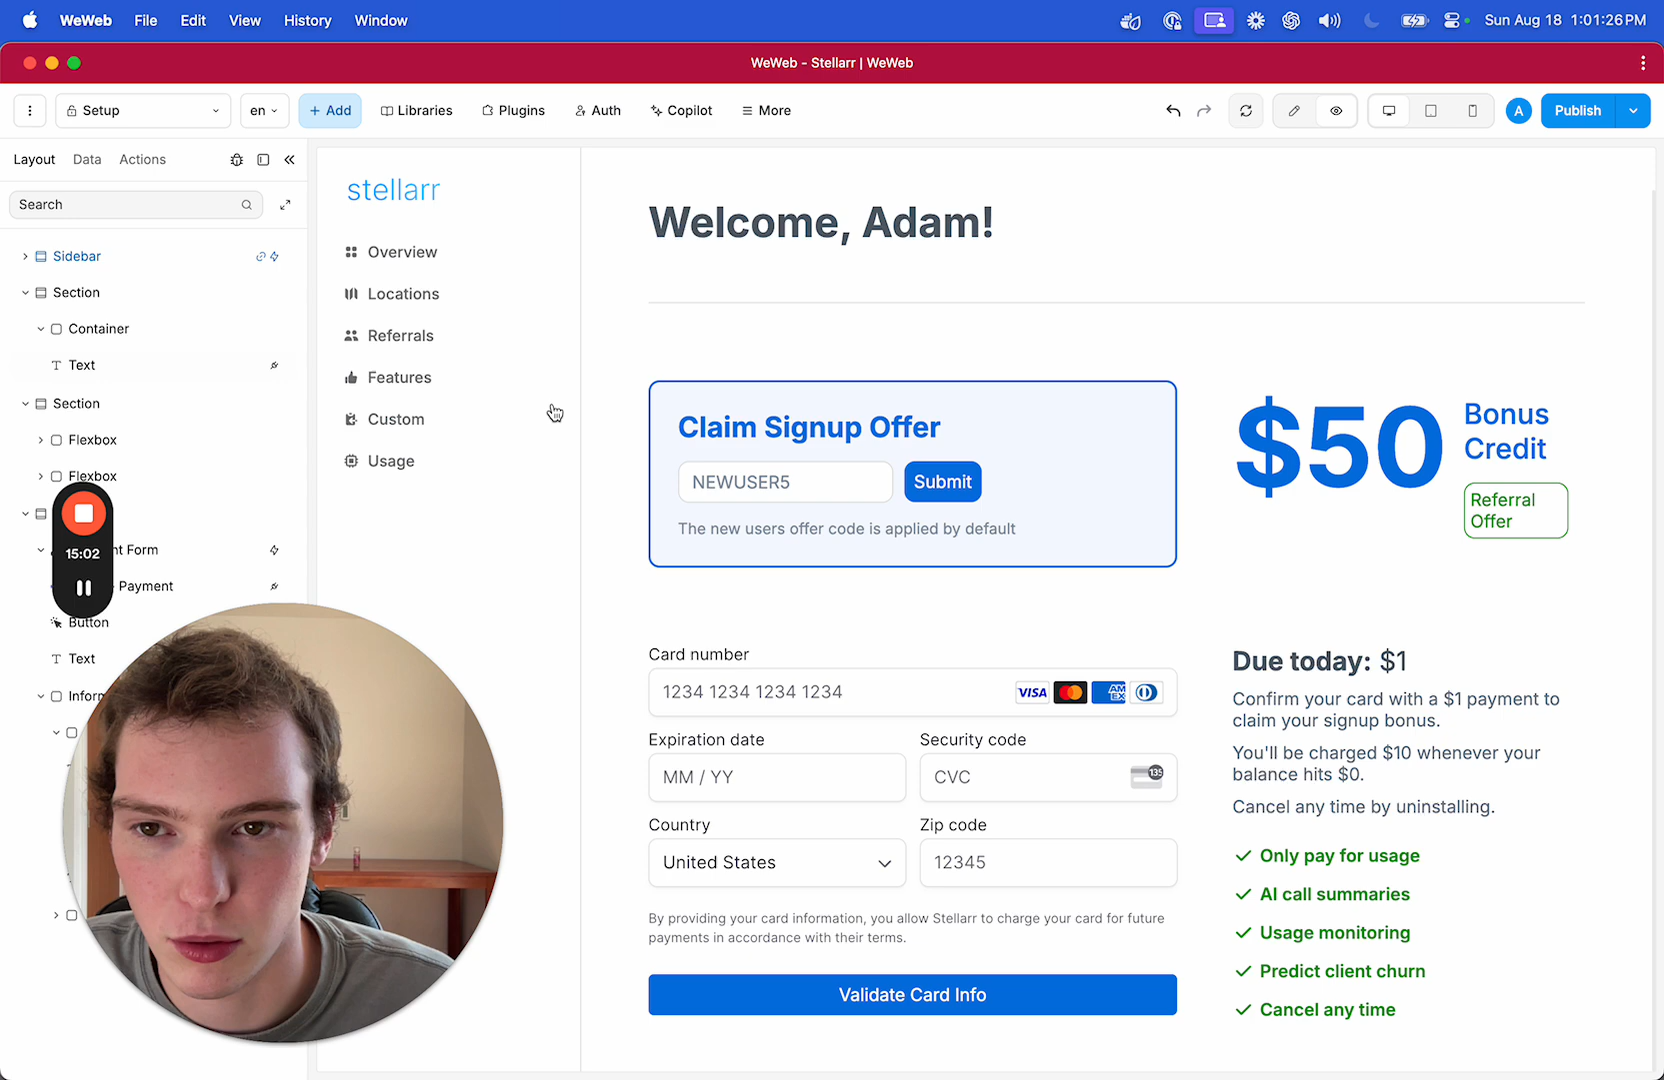 WeWeb File Edit View History Window
Sun Aug 18 1:01:26 PM
WeWeb - Stellarr | WeWeb
Setup
en
+ Add
Libraries
Plugins
Auth
Copilot
More
A
Publish
Layout
Data
Actions
Search
Sidebar
Section
Container
Text
Section
Flexbox
Flexbox
15:02
nt Form
Payment
Button
Text
Inforr
stellarr
Overview
Locations
Referrals
Features
Custom
Usage
Welcome, Adam!
Claim Signup Offer
NEWUSER5
Submit
The new users offer code is applied by default
$50
Bonus
Credit
Referral
Offer
Card number
1234 1234 1234 1234
VISA
AM
EX
Expiration date
MM / YY
Security code
CVC
135
Country
United States
Zip code
12345
By providing your card information, you allow Stellarr to charge your card for future
payments in accordance with their terms.
Validate Card Info
Due today: $1
Confirm your card with a $1 payment to
claim your signup bonus.
You'll be charged $10 whenever your
balance hits $0.
Cancel any time by uninstalling.
Only pay for usage
AI call summaries
Usage monitoring
Predict client churn
Cancel any time